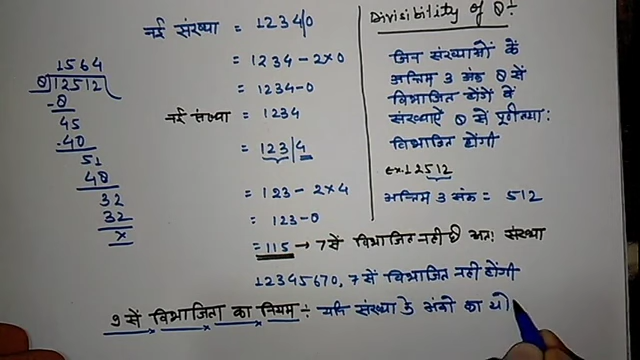 1564
8)12512(
-8
45
-40
51
48
32
32
x
नई संख्या = 1234/0
= 1234 - 2×0
= 1234-0
नई संख्या = 1234
= 123/4
= 123 - 2×4
= 123-8
= 115 → 7 से विभाजित नही है अतः संख्या
12345670, 7 से विभाजित नही होंगी
Divisibility of 8:-
जिन संख्याओं के
अन्तिम 3 अंक 8 से
विभाजित होंगे वे
संख्याऐं 8 से पूर्णतया:
विभाजित होंगी
ex:12512
अन्तिम 3 अंक = 512
9 से विभाजिता का नियम ÷ यदि संख्या के अंको का यो